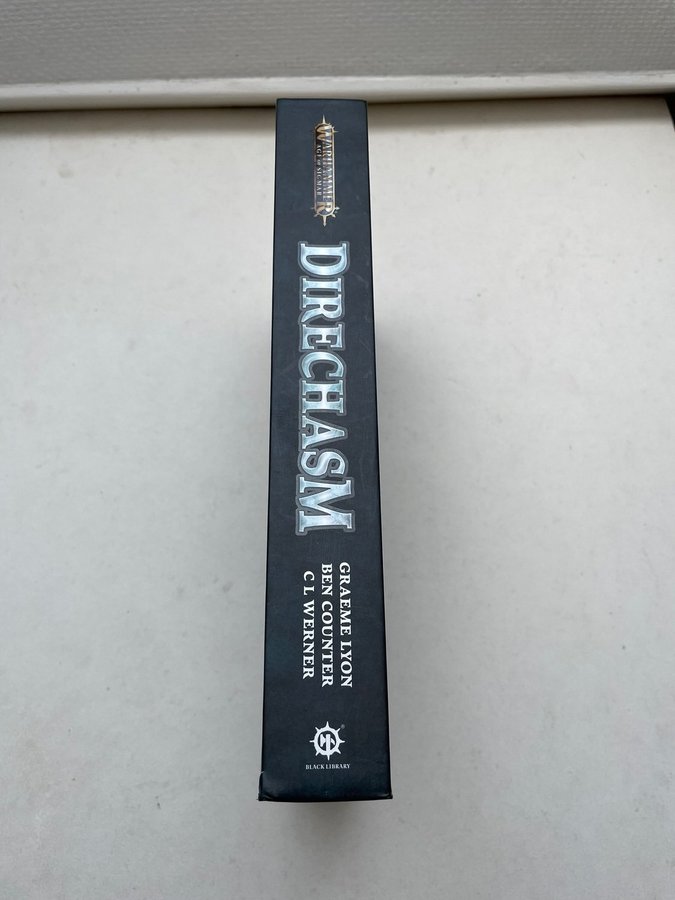 WARHAMMER
AGE OF SIGMAR
DIRECHASM
GRAEME LYON
BEN COUNTER
C L WERNER
®
BLACK LIBRARY